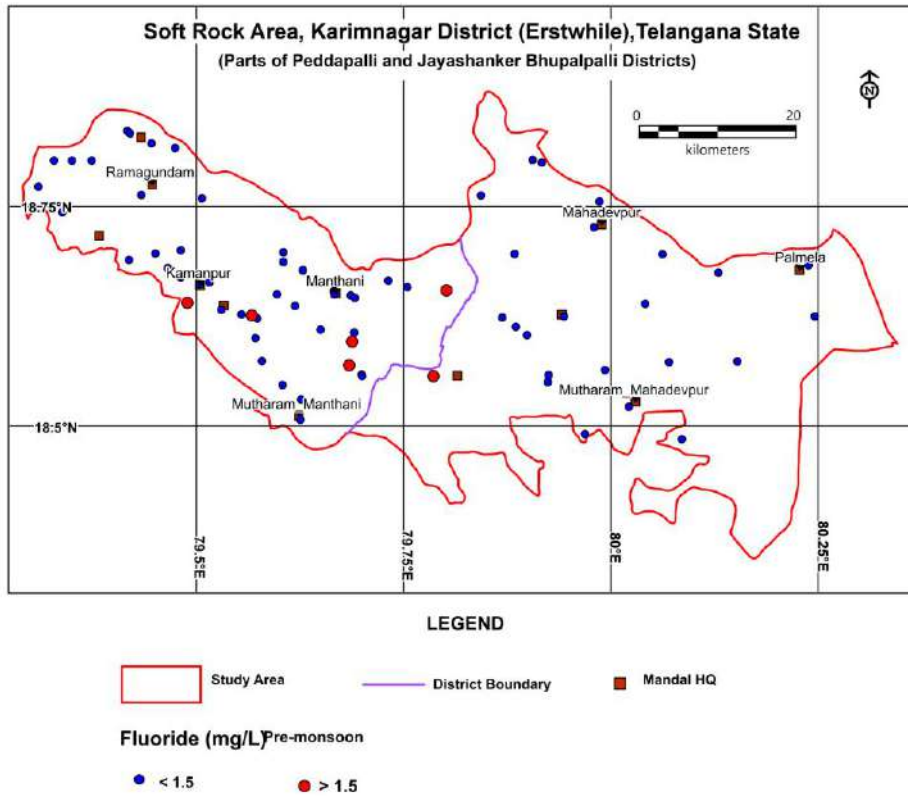 Soft Rock Area, Karimnagar District (Erstwhile),Telangana State
(Parts of Peddapalli and Jayashanker Bhupalpalli Districts)
N
0 20
kilometers
Ramagundam
18.75°N
Mahadevpur
Palmela
Kamanpur
Manthani
Mutharam_Manthani
Mutharam_Mahadevpur
18.5°N
79.5°E
79.75°E
80°E
80.25°E
LEGEND
Study Area
District Boundary
Mandal HQ
Fluoride (mg/L) Pre-monsoon
< 1.5
> 1.5